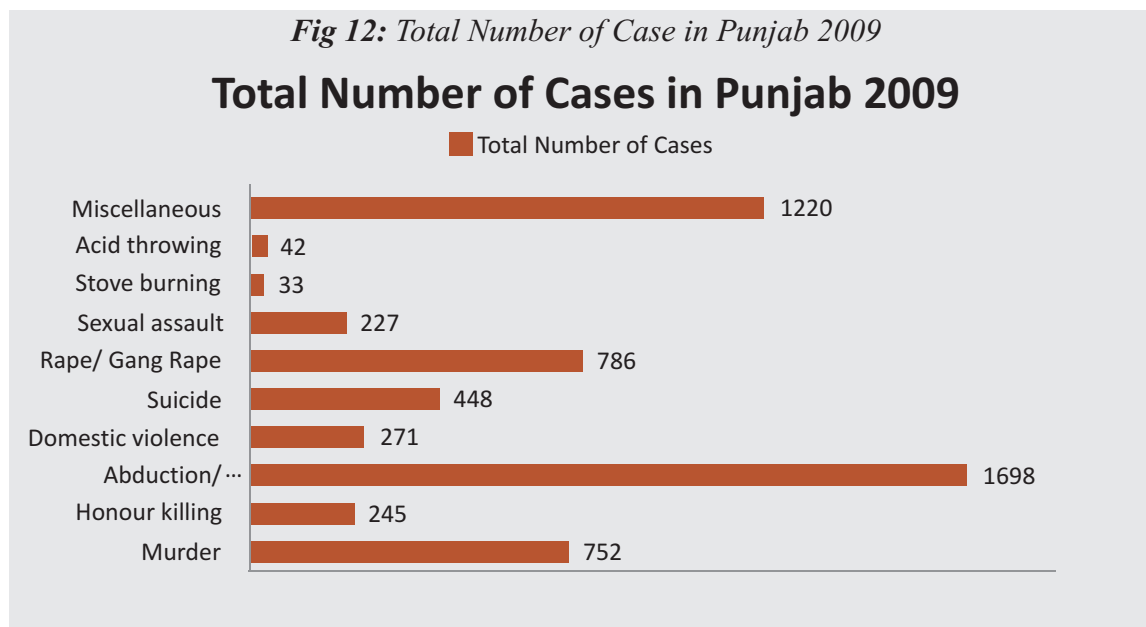 Fig 12: Total Number of Case in Punjab 2009
Total Number of Cases in Punjab 2009
Total Number of Cases
Miscellaneous 1220
Acid throwing 42
Stove burning 33
Sexual assault 227
Rape/ Gang Rape 786
Suicide 448
Domestic violence 271
Abduction/ ... 1698
Honour killing 245
Murder 752